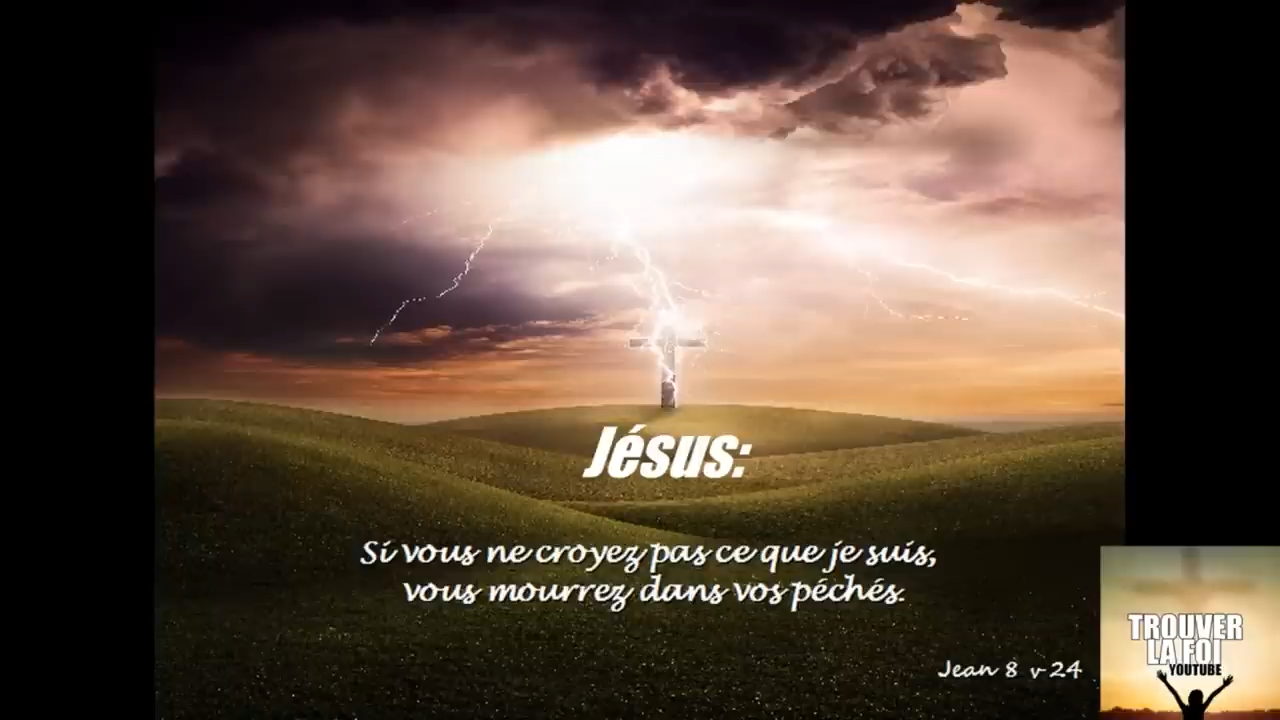 Jésus:
Si vous ne croyez pas ce que je suis,
vous mourrez dans vos péchés.
Jean 8 v 24
TROUVER
LA FOI
YOUTUBE